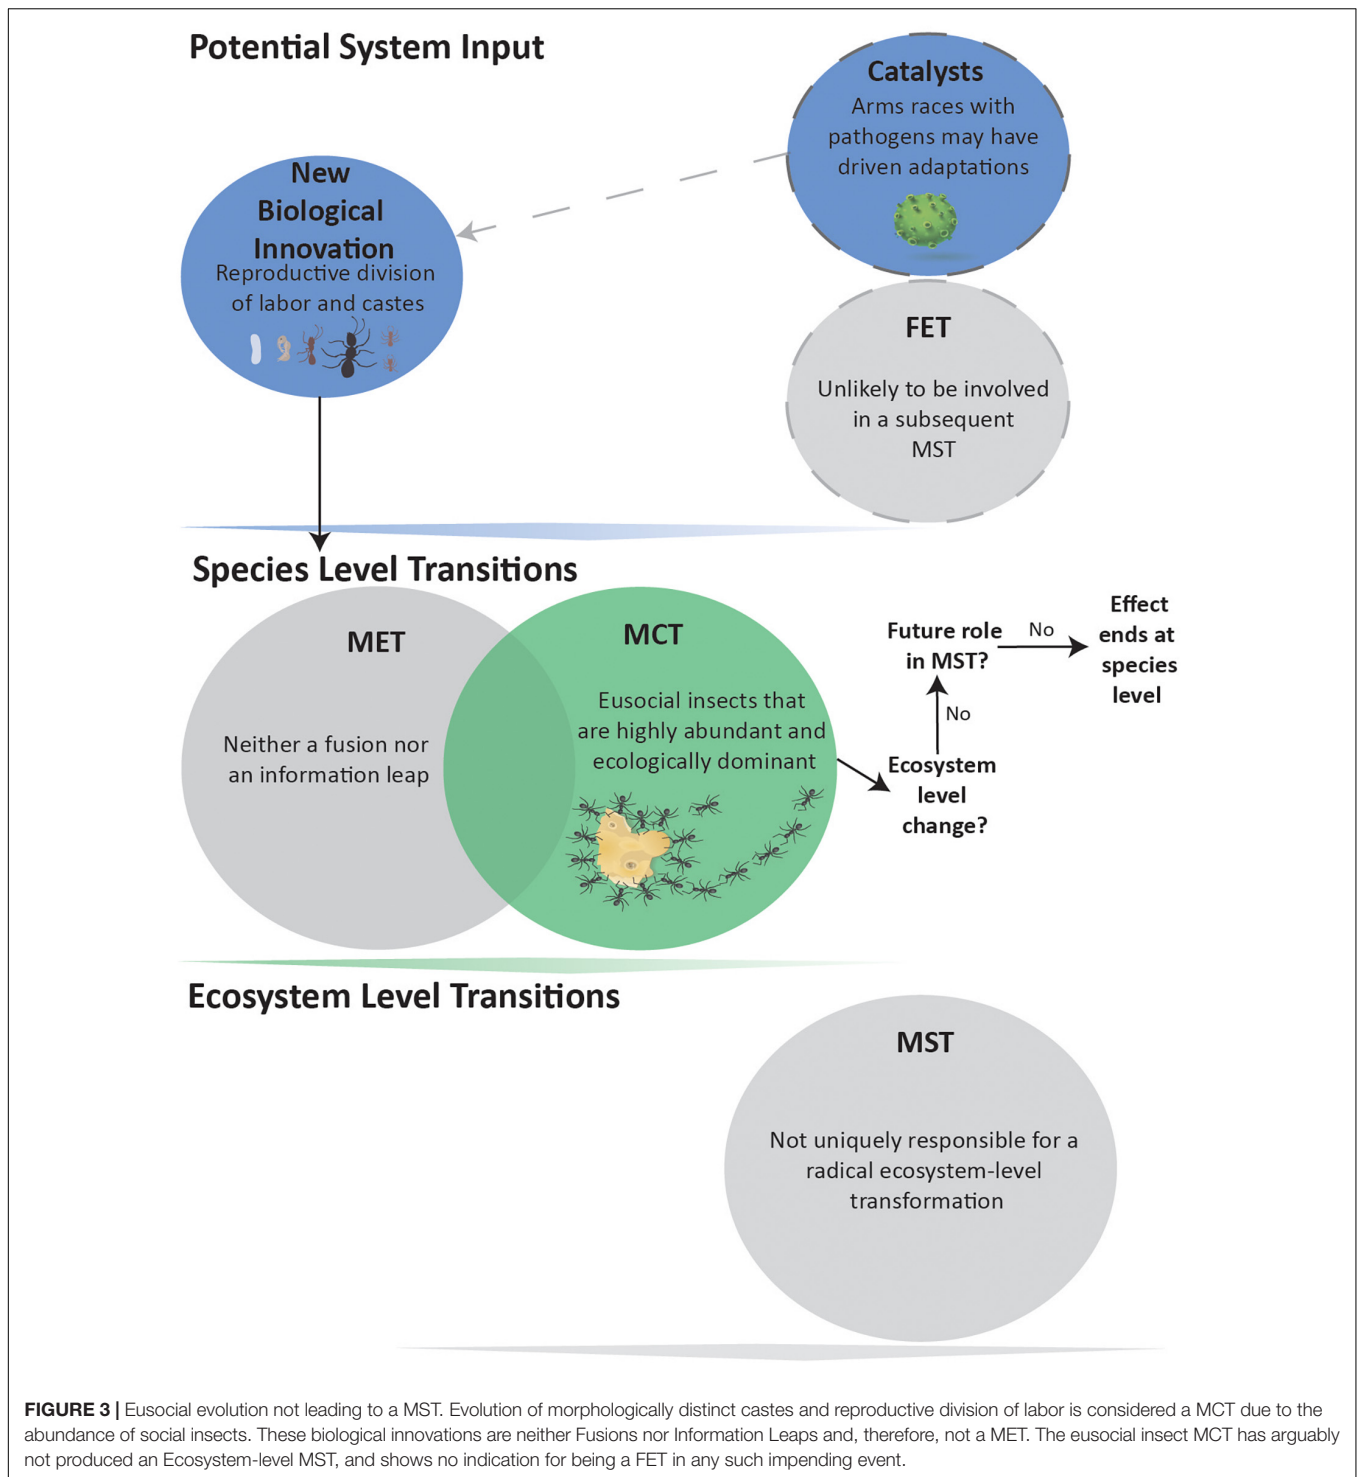 Potential System Input
Catalysts
Arms races with
pathogens may have
driven adaptations
New
Biological
Innovation
Reproductive division
of labor and castes
FET
Unlikely to be involved
in a subsequent
MST
Species Level Transitions
MET
Neither a fusion nor
an information leap
MCT
Eusocial insects that
are highly abundant and
ecologically dominant
Ecosystem
level
change?
No
Future role
in MST?
No
Effect
ends at
species
level
Ecosystem Level Transitions
MST
Not uniquely responsible for a
radical ecosystem-level
transformation
FIGURE 3 | Eusocial evolution not leading to a MST. Evolution of morphologically distinct castes and reproductive division of labor is considered a MCT due to the
abundance of social insects. These biological innovations are neither Fusions nor Information Leaps and, therefore, not a MET. The eusocial insect MCT has arguably
not produced an Ecosystem-level MST, and shows no indication for being a FET in any such impending event.